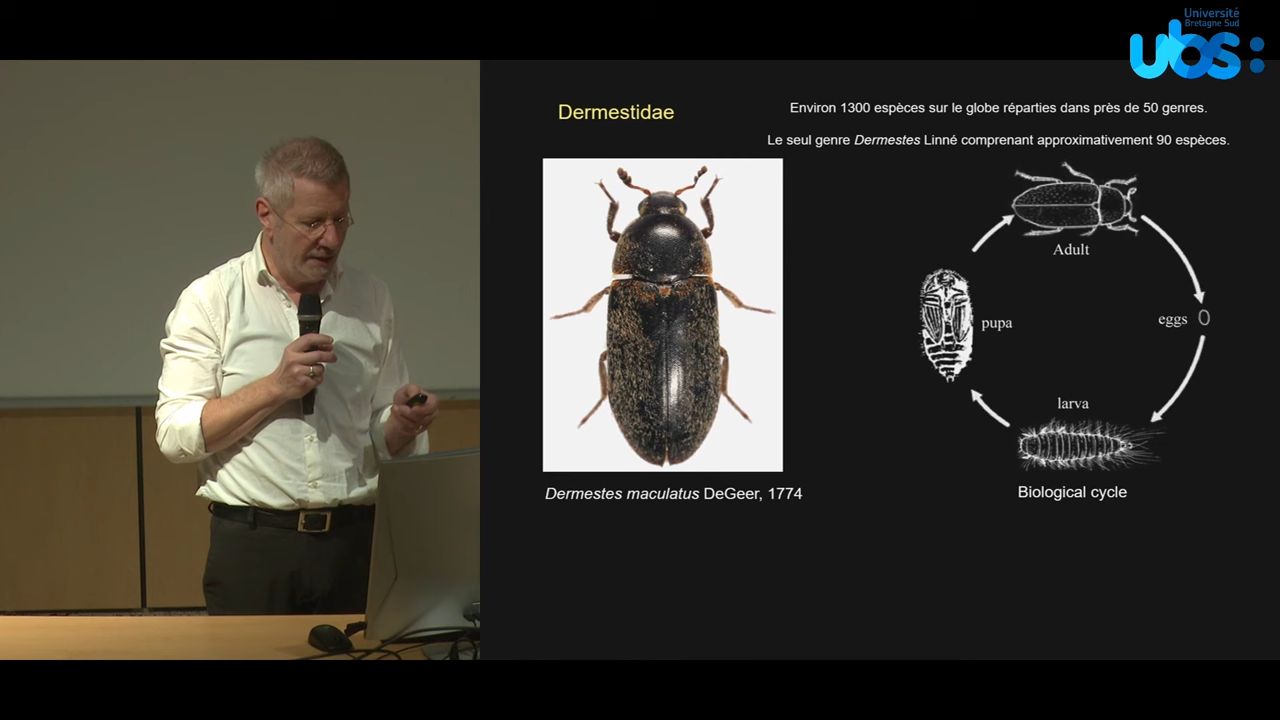 Université
Bretagne Sud
ubs:
Dermestidae
Environ 1300 espèces sur le globe réparties dans près de 50 genres.
Le seul genre Dermestes Linné comprenant approximativement 90 espèces.
Adult
eggs
pupa
larva
Dermestes maculatus DeGeer, 1774
Biological cycle